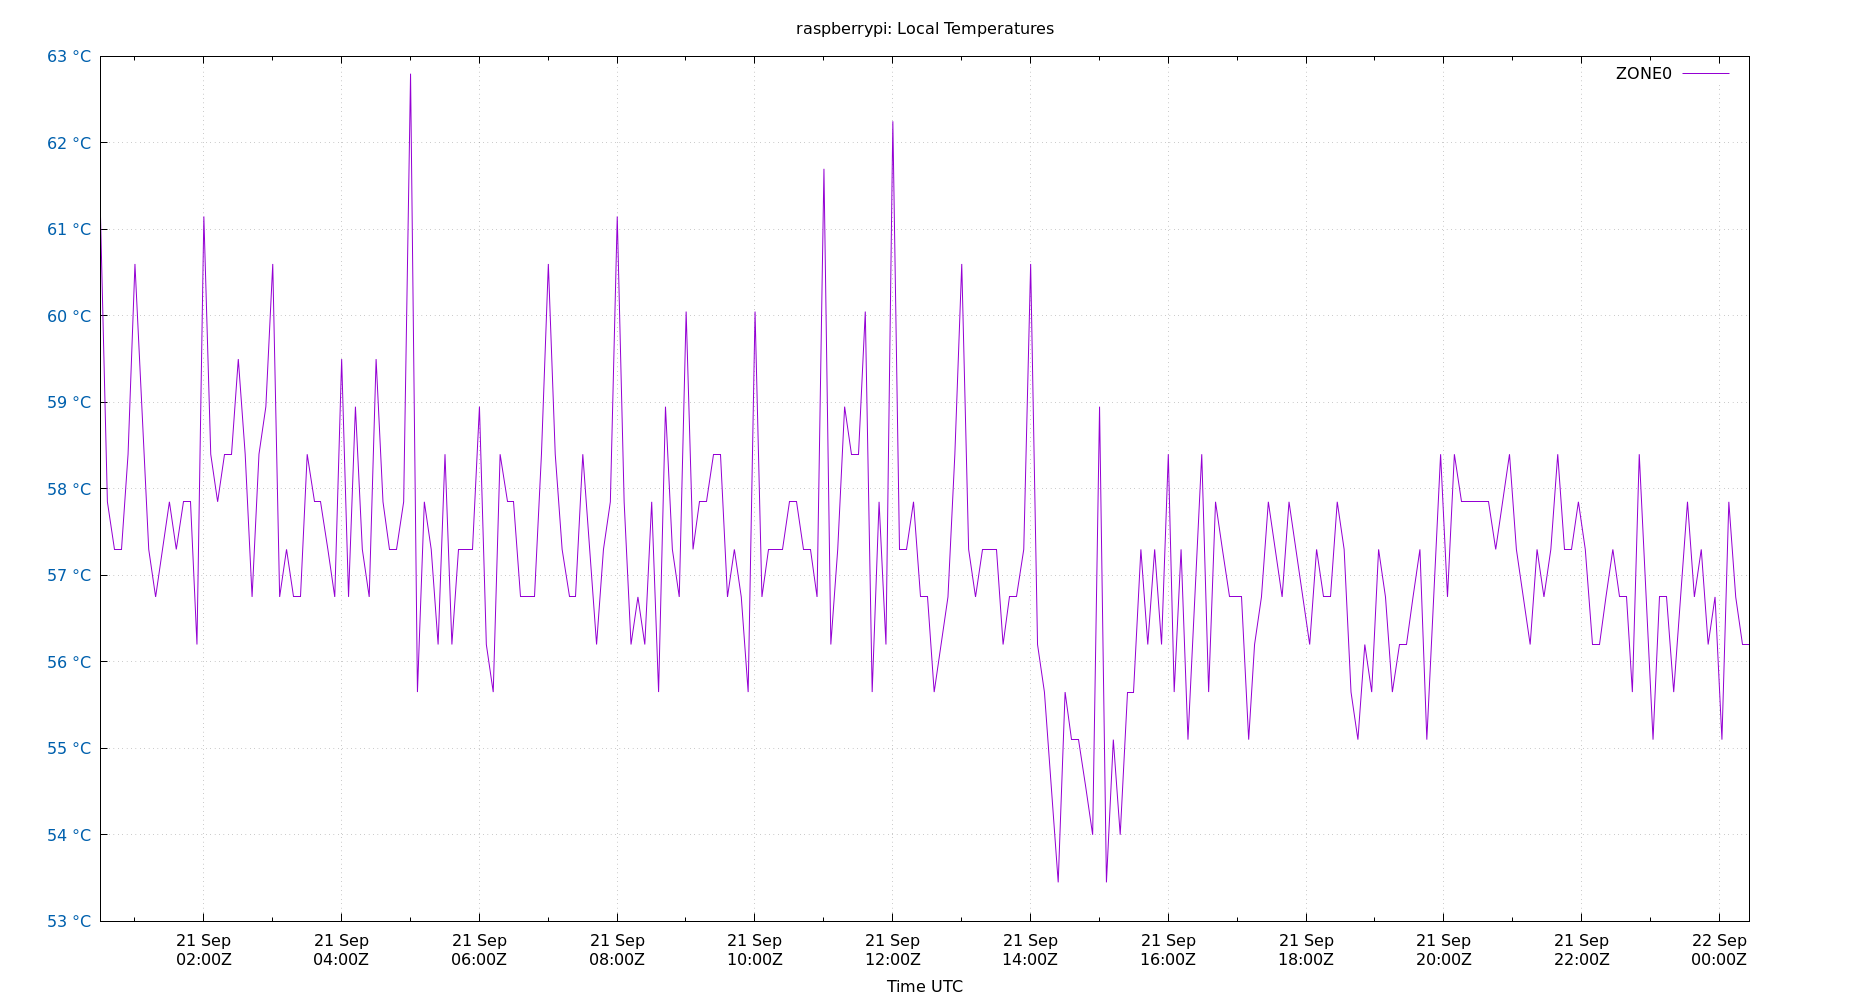 raspberrypi: Local Temperatures
63 °C
62 °C
61 °C
60 °C
59 °C
58 °C
57 °C
56 °C
55 °C
54 °C
53 °C
ZONE0
21 Sep 21 Sep 21 Sep 21 Sep 21 Sep 21 Sep 21 Sep 21 Sep 21 Sep 21 Sep 21 Sep 22 Sep
02:00Z 04:00Z 06:00Z 08:00Z 10:00Z 12:00Z 14:00Z 16:00Z 18:00Z 20:00Z 22:00Z 00:00Z
Time UTC